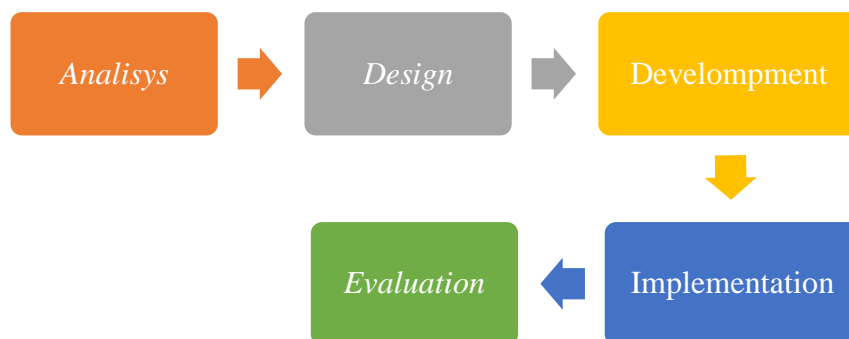 Analisys
Design
Develompment
Implementation
Evaluation